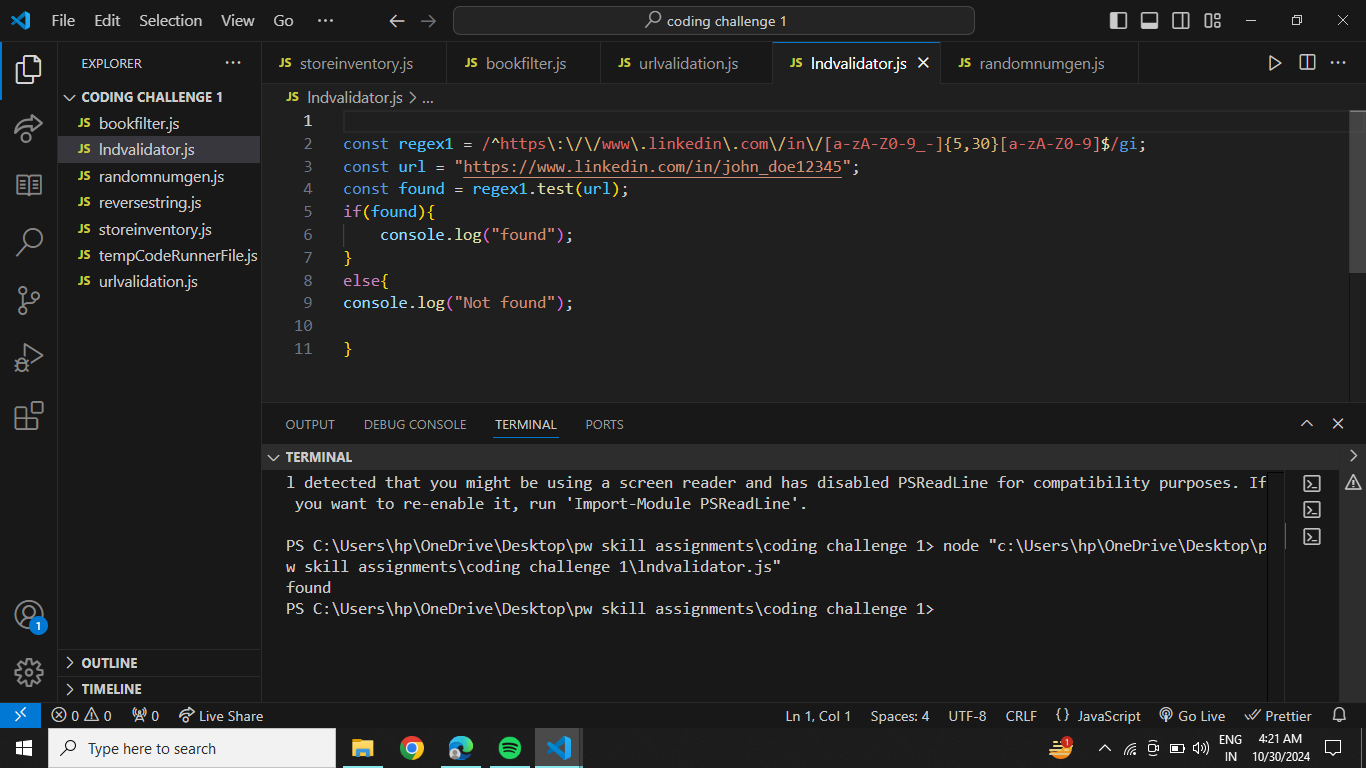 File Edit Selection View Go ··· coding challenge 1
EXPLORER ···
CODING CHALLENGE 1
JS bookfilter.js
JS lndvalidator.js
JS randomnumgen.js
JS reversestring.js
JS storeinventory.js
JS tempCodeRunnerFile.js
JS urlvalidation.js
OUTLINE
TIMELINE
JS storeinventory.js JS bookfilter.js JS urlvalidation.js JS lndvalidator.js JS randomnumgen.js ···
JS lndvalidator.js > ...
1
2 const regex1 = /^https\:\/\/www\.linkedin\.com\/in\/[a-zA-Z0-9_-]{5,30}[a-zA-Z0-9]$/gi;
3 const url = "https://www.linkedin.com/in/john_doe12345";
4 const found = regex1.test(url);
5 if(found){
6 console.log("found");
7 }
8 else{
9 console.log("Not found");
10
11 }
OUTPUT DEBUG CONSOLE TERMINAL PORTS
TERMINAL
l detected that you might be using a screen reader and has disabled PSReadLine for compatibility purposes. If
you want to re-enable it, run 'Import-Module PSReadLine'.
PS C:\Users\hp\OneDrive\Desktop\pw skill assignments\coding challenge 1> node "c:\Users\hp\OneDrive\Desktop\p
w skill assignments\coding challenge 1\lndvalidator.js"
found
PS C:\Users\hp\OneDrive\Desktop\pw skill assignments\coding challenge 1>
1
0 0 0 Live Share Ln 1, Col 1 Spaces: 4 UTF-8 CRLF {} JavaScript Go Live Prettier
Type here to search 1 ENG IN 4:21 AM 10/30/2024